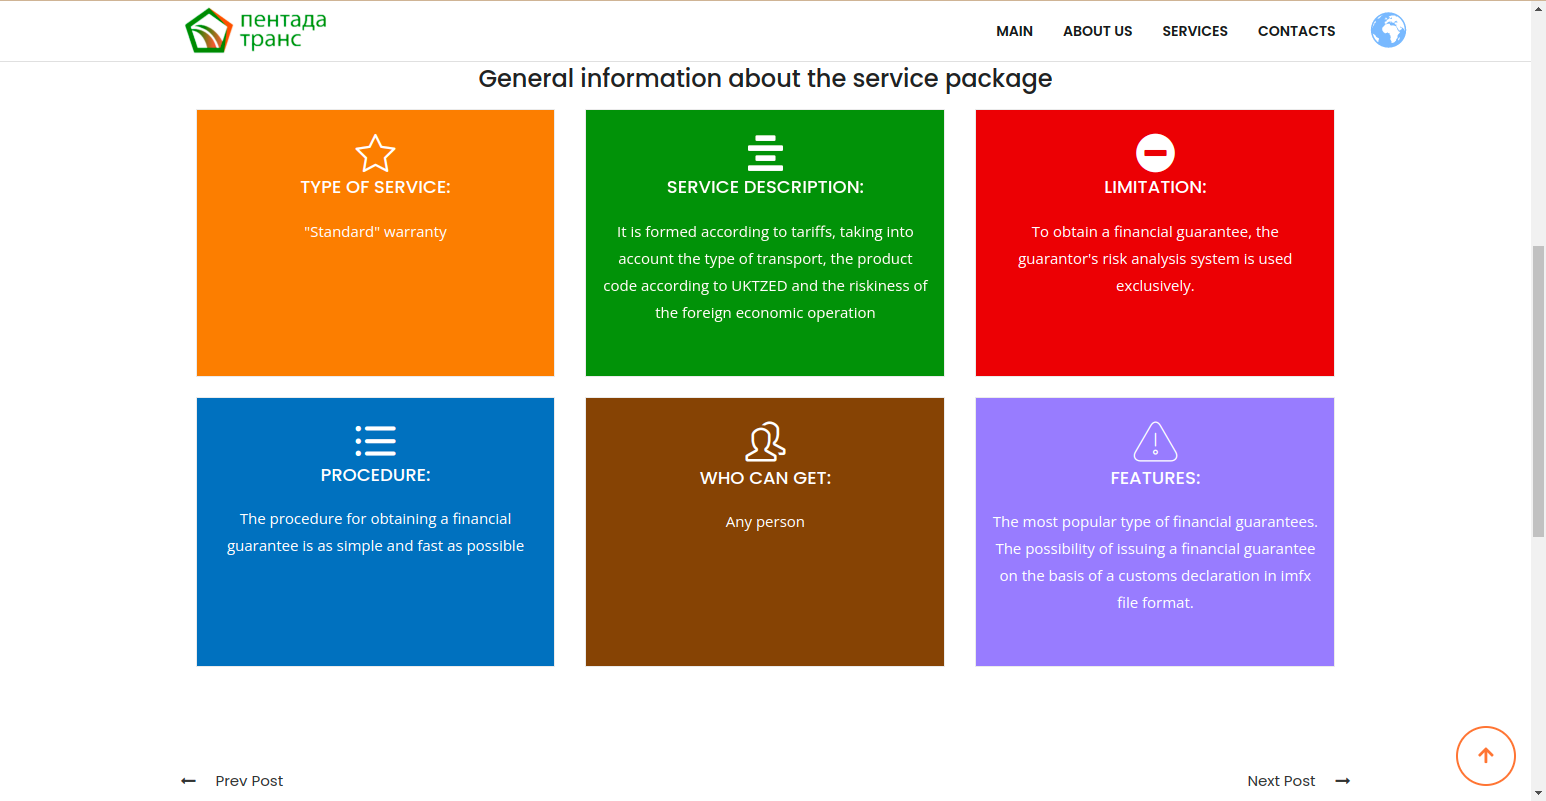 пентада
транс
MAIN
ABOUT US
SERVICES
CONTACTS
General information about the service package
TYPE OF SERVICE:
"Standard" warranty
SERVICE DESCRIPTION:
It is formed according to tariffs, taking into
account the type of transport, the product
code according to UKTZED and the riskiness of
the foreign economic operation
LIMITATION:
To obtain a financial guarantee, the
guarantor's risk analysis system is used
exclusively.
PROCEDURE:
The procedure for obtaining a financial
guarantee is as simple and fast as possible
WHO CAN GET:
Any person
FEATURES:
The most popular type of financial guarantees.
The possibility of issuing a financial guarantee
on the basis of a customs declaration in imfx
file format.
Prev Post
Next Post